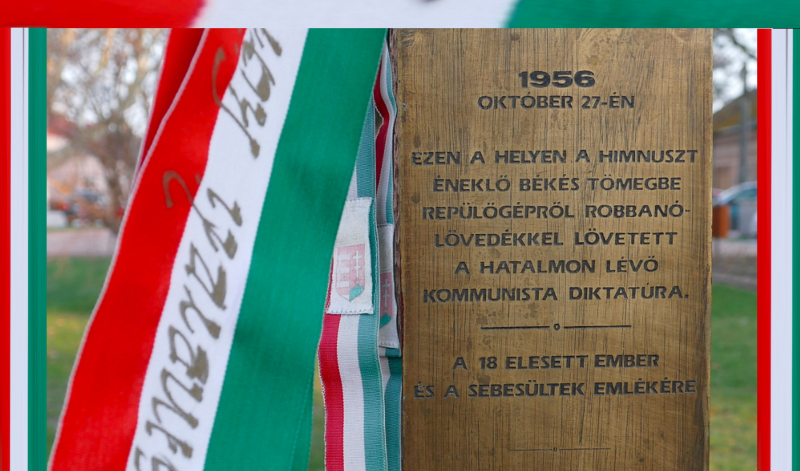 1956
OKTÓBER 27-ÉN
EZEN A HELYEN A HIMNUSZT
ÉNEKLŐ BÉKÉS TÖMEGBE
REPÜLŐGÉPRŐL ROBBANÓ-
LÖVEDÉKKEL LÖVETETT
A HATALMON LÉVŐ
KOMMUNISTA DIKTATÚRA.
A 18 ELESETT EMBER
ÉS A SEBESÜLTEK EMLÉKÉRE